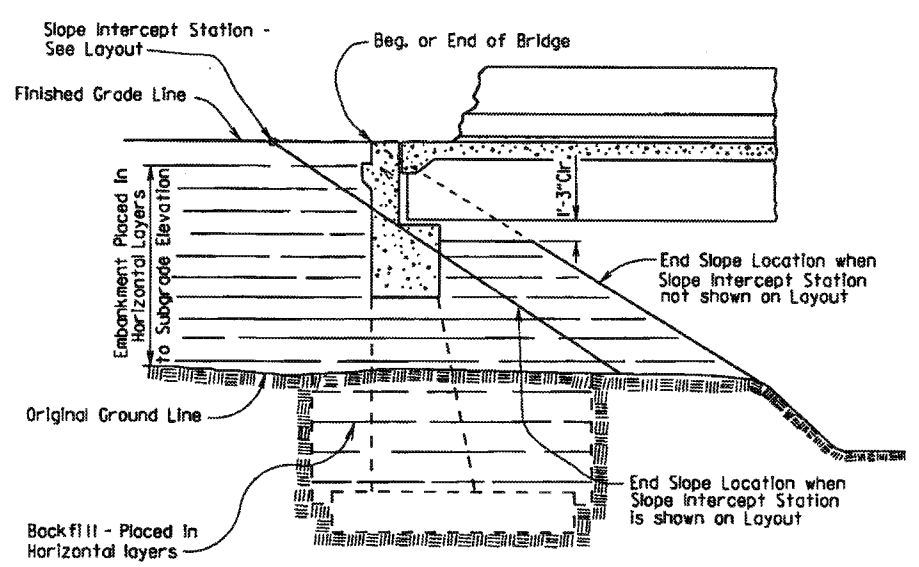 Slope Intercept Station -
See Layout
Beg. or End of Bridge
Finished Grade Line
Embankment Placed in
Horizontal Layers
to Subgrade Elevation
1'-3"Clr
End Slope Location when
Slope Intercept Station
not shown on Layout
Original Ground Line
End Slope Location when
Slope Intercept Station
is shown on Layout
Backfill - Placed in
Horizontal layers